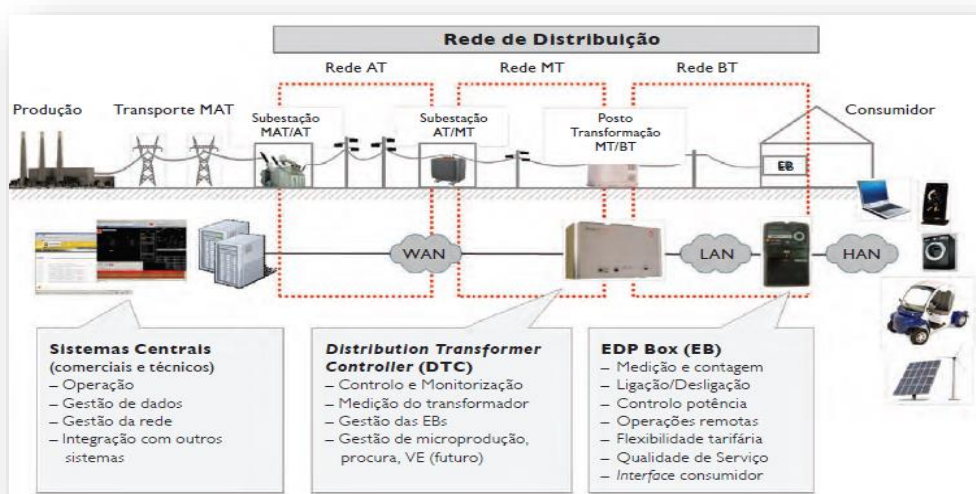 Rede de Distribuição
Rede AT
Rede MT
Rede BT
Produção
Transporte MAT
Subestação
MAT/AT
Subestação
AT/MT
Posto
Transformação
MT/BT
Consumidor
EB
WAN
LAN
HAN
Sistemas Centrais
(comerciais e técnicos)
– Operação
– Gestão de dados
– Gestão da rede
– Integração com outros
sistemas
Distribution Transformer
Controller (DTC)
– Controlo e Monitorização
– Medição do transformador
– Gestão das EBs
– Gestão de microprodução,
procura, VE (futuro)
EDP Box (EB)
– Medição e contagem
– Ligação/Desligação
– Controlo potência
– Operações remotas
– Flexibilidade tarifária
– Qualidade de Serviço
– Interface consumidor